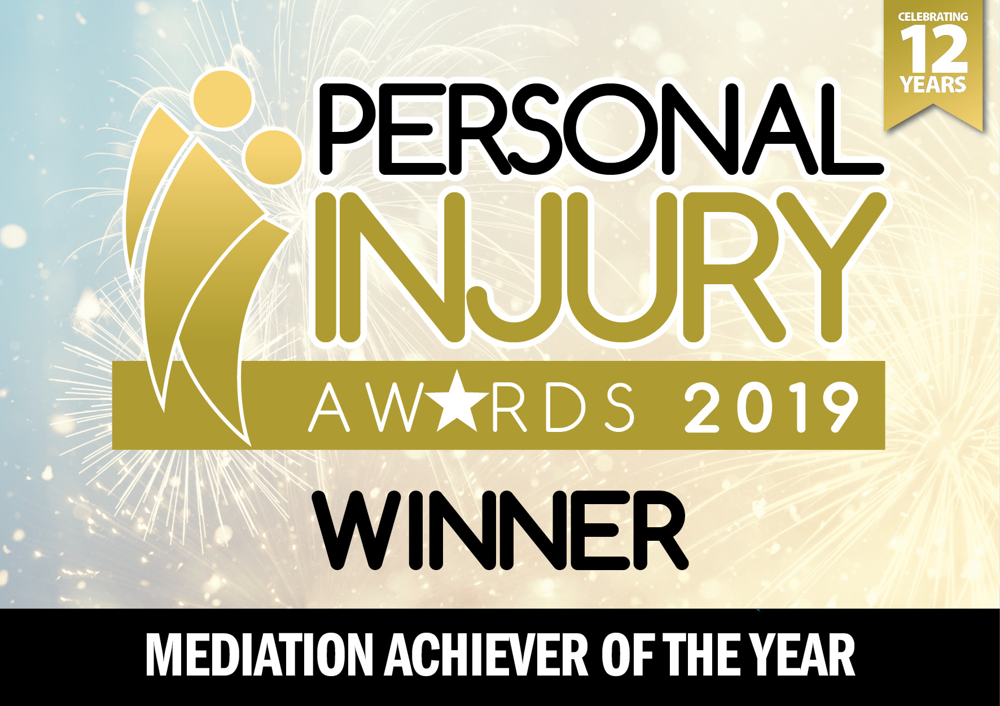 CELEBRATING
12
YEARS
PERSONAL
INJURY
AWARDS 2019
WINNER
MEDIATION ACHIEVER OF THE YEAR